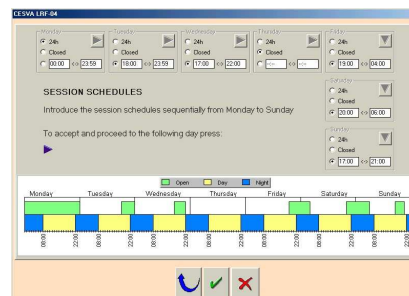 CESVA LRF-04
Monday
24h
Closed
00:00 <-> 23:59
Tuesday
24h
Closed
18:00 <-> 23:59
Wednesday
24h
Closed
17:00 <-> 22:00
Thursday
24h
Closed
--:-- <-> --:--
Friday
24h
Closed
19:00 <-> 04:00
Saturday
24h
Closed
20:00 <-> 06:00
Sunday
24h
Closed
17:00 <-> 21:00
SESSION SCHEDULES
Introduce the session schedules sequentially from Monday to Sunday
To accept and proceed to the following day press:
Open Day Night
Monday Tuesday Wednesday Thursday Friday Saturday Sunday
08:00 22:00 08:00 22:00 08:00 22:00 08:00 22:00 08:00 22:00 08:00 22:00 08:00